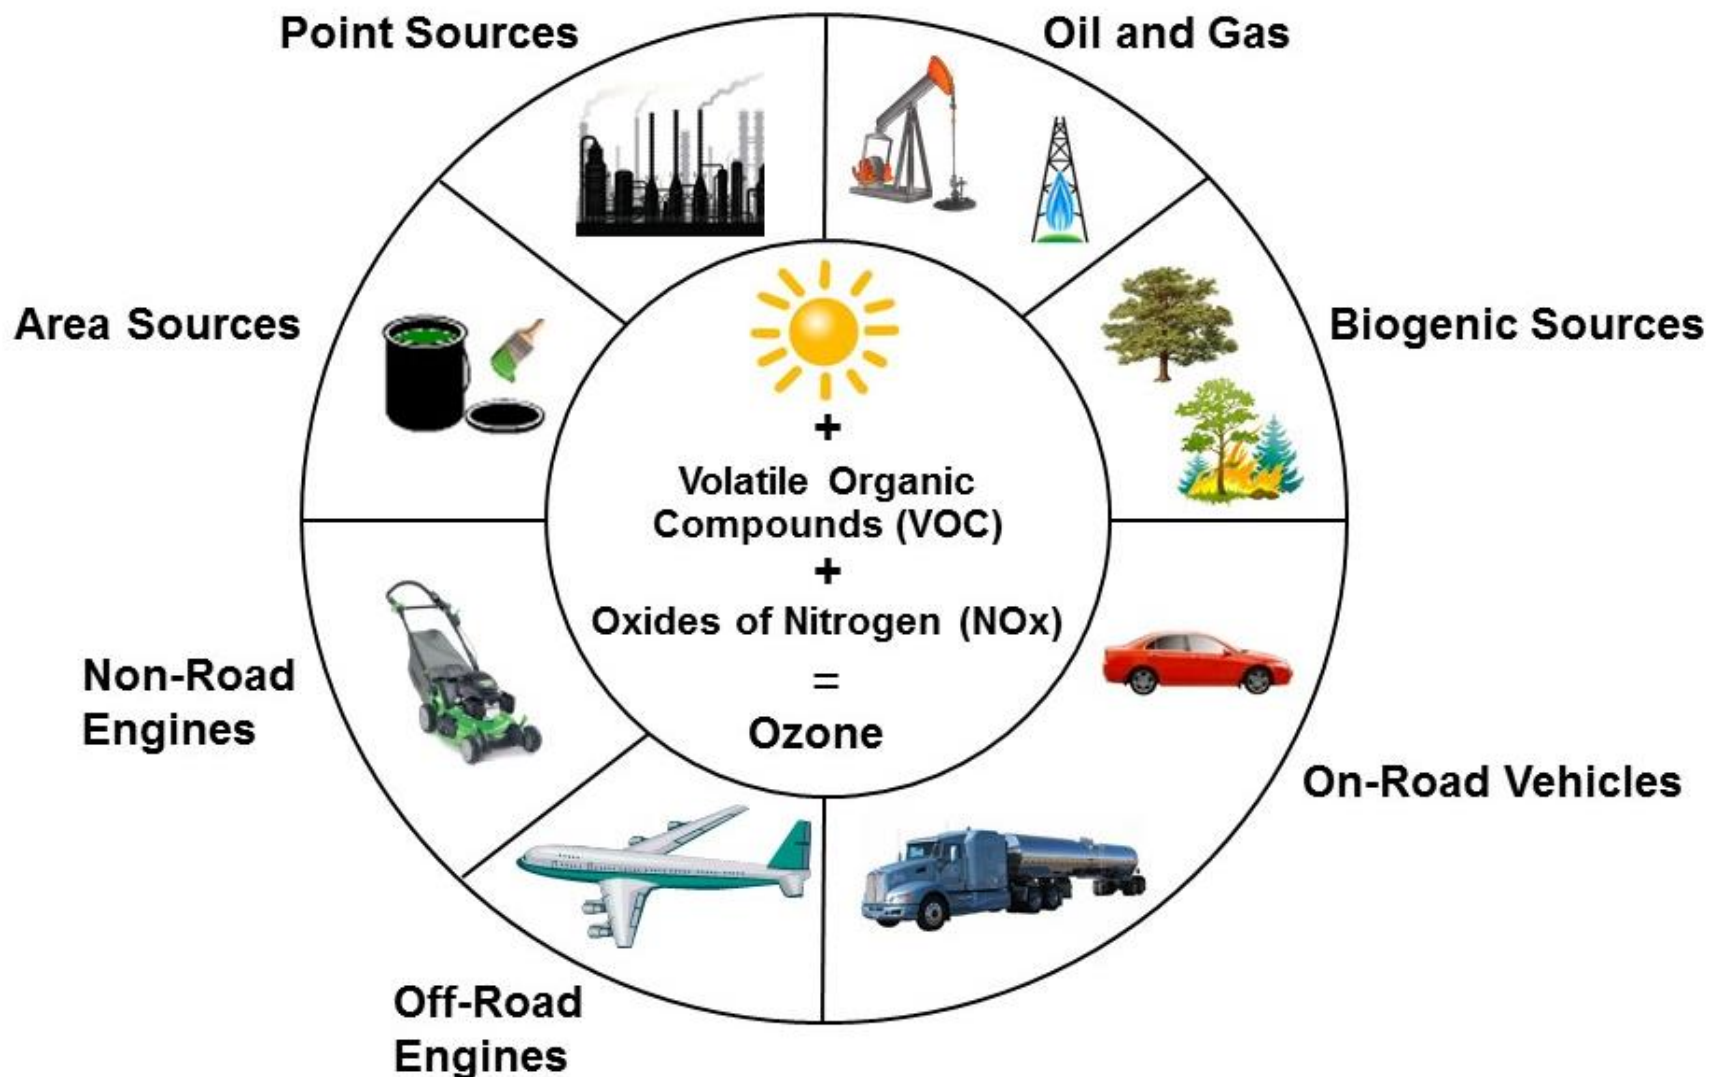 Point Sources
Oil and Gas
Area Sources
Biogenic Sources
+
Volatile Organic
Compounds (VOC)
+
Oxides of Nitrogen (NOx)
=
Ozone
Non-Road
Engines
On-Road Vehicles
Off-Road
Engines